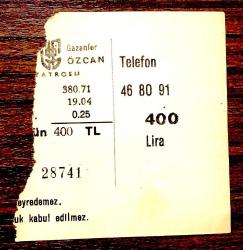 Gazanfer
ÖZCAN
YATROSU
Telefon
380.71
46 80 91
19.04
0.25
400
ün 400 TL
Lira
28741
eyredemez.
uk kabul edilmez.